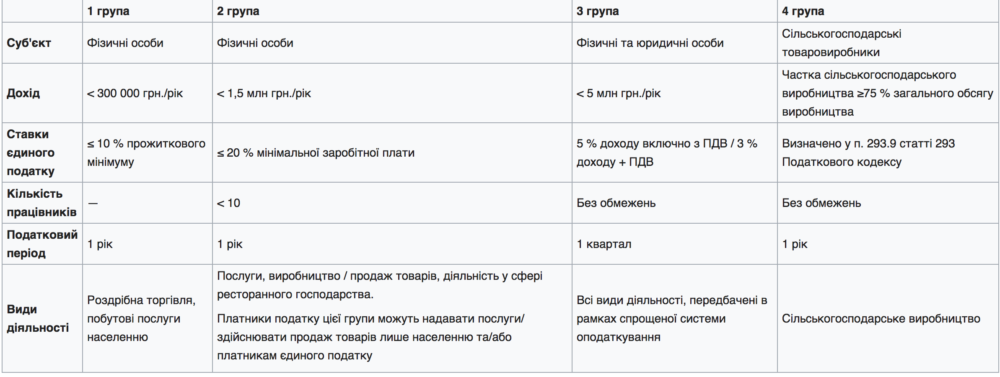 1 група
2 група
3 група
4 група
Суб'єкт
Фізичні особи
Фізичні особи
Фізичні та юридичні особи
Сільськогосподарські
товаровиробники
Дохід
< 300 000 грн./рік
< 1,5 млн грн./рік
< 5 млн грн./рік
Частка сільськогосподарського
виробництва ≥75 % загального обсягу
виробництва
Ставки
єдиного
податку
≤ 10 % прожиткового
мінімуму
≤ 20 % мінімальної заробітної плати
5 % доходу включно з ПДВ / 3 %
доходу + ПДВ
Визначено у п. 293.9 статті 293
Податкового кодексу
Кількість
працівників
—
< 10
Без обмежень
Без обмежень
Податковий
період
1 рік
1 рік
1 квартал
1 рік
Види
діяльності
Роздрібна торгівля,
побутові послуги
населенню
Послуги, виробництво / продаж товарів, діяльність у сфері
ресторанного господарства.
Платники податку цієї групи можуть надавати послуги/
здійснювати продаж товарів лише населенню та/або
платникам єдиного податку
Всі види діяльності, передбачені в
рамках спрощеної системи
оподаткування
Сільськогосподарське виробництво